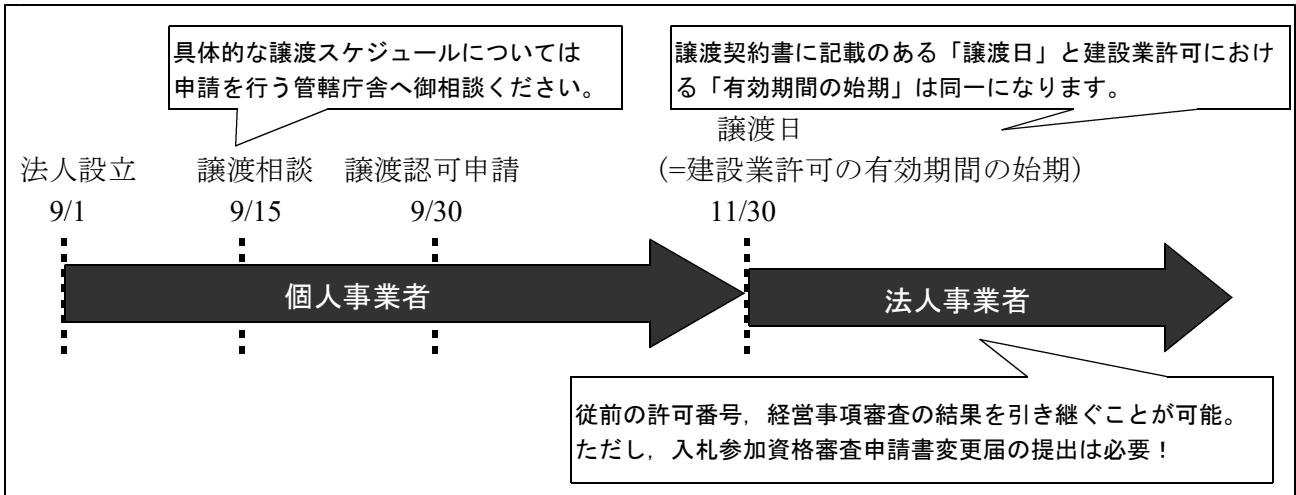 具体的な譲渡スケジュールについては
申請を行う管轄庁舎へ御相談ください。
譲渡契約書に記載のある「譲渡日」と建設業許可におけ
る「有効期間の始期」は同一になります。
譲渡日
法人設立 譲渡相談 譲渡認可申請 (=建設業許可の有効期間の始期)
9/1 9/15 9/30 11/30
個人事業者 法人事業者
従前の許可番号，経営事項審査の結果を引き継ぐことが可能。
ただし，入札参加資格審査申請書変更届の提出は必要！